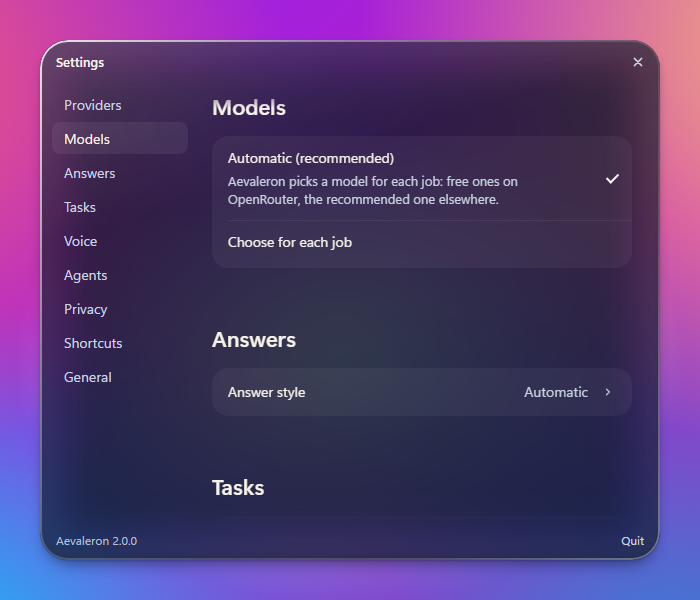 Settings
Providers
Models
Answers
Tasks
Voice
Agents
Privacy
Shortcuts
General
Models
Automatic (recommended)
Aevaleron picks a model for each job: free ones on
OpenRouter, the recommended one elsewhere.
Choose for each job
Answers
Answer style Automatic
Tasks
Aevaleron 2.0.0
Quit